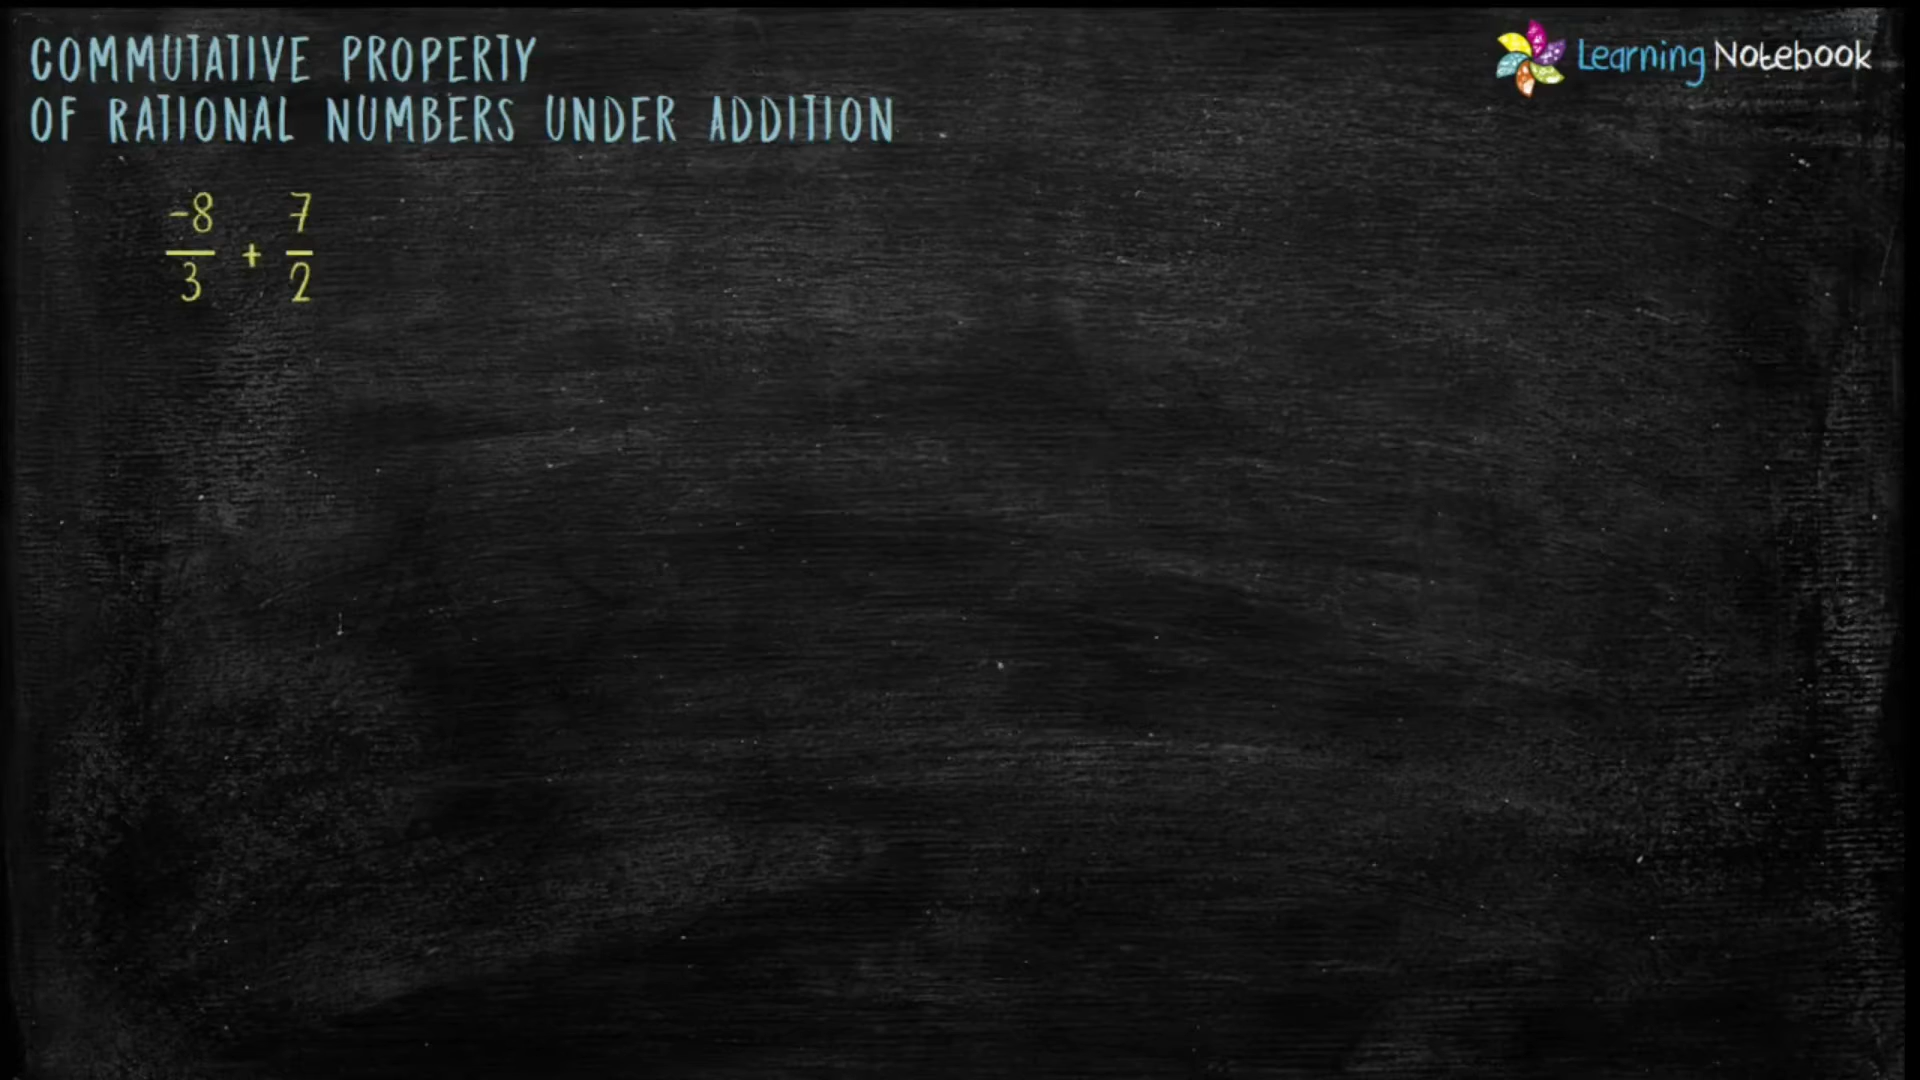 COMMUTATIVE PROPERTY
OF RATIONAL NUMBERS UNDER ADDITION
Learning Notebook
-8/3 + 7/2